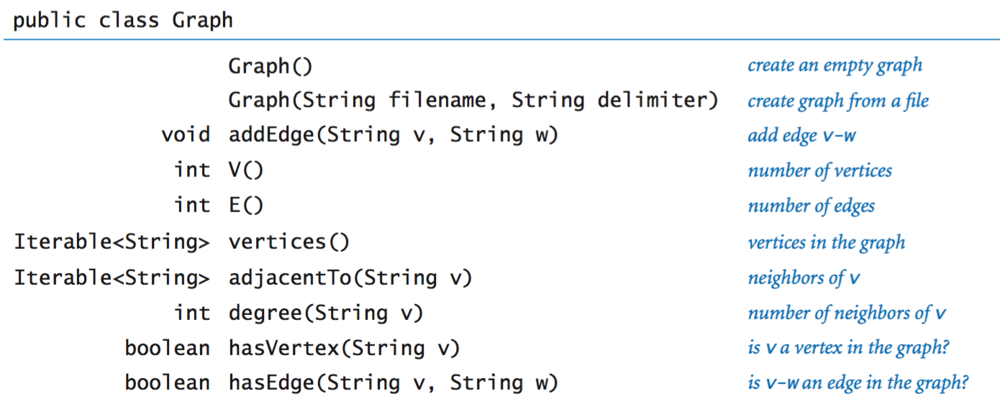 public class Graph
Graph() create an empty graph
Graph(String filename, String delimiter) create graph from a file
void addEdge(String v, String w) add edge v-w
int V() number of vertices
int E() number of edges
Iterable<String> vertices() vertices in the graph
Iterable<String> adjacentTo(String v) neighbors of v
int degree(String v) number of neighbors of v
boolean hasVertex(String v) is v a vertex in the graph?
boolean hasEdge(String v, String w) is v-w an edge in the graph?